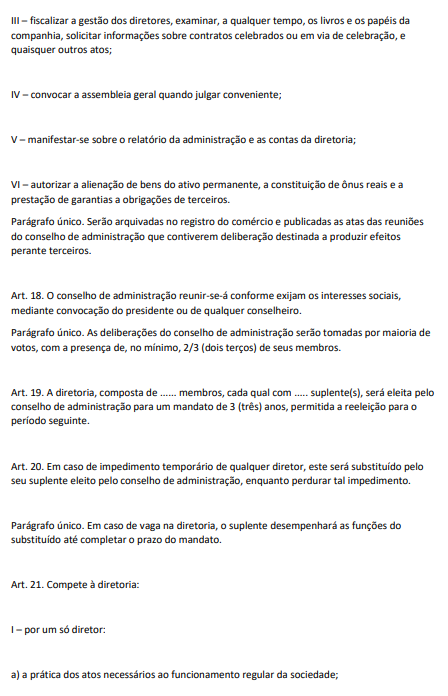 III – fiscalizar a gestão dos diretores, examinar, a qualquer tempo, os livros e os papéis da
companhia, solicitar informações sobre contratos celebrados ou em via de celebração, e
quaisquer outros atos;
IV – convocar a assembleia geral quando julgar conveniente;
V – manifestar-se sobre o relatório da administração e as contas da diretoria;
VI – autorizar a alienação de bens do ativo permanente, a constituição de ônus reais e a
prestação de garantias a obrigações de terceiros.
Parágrafo único. Serão arquivadas no registro do comércio e publicadas as atas das reuniões
do conselho de administração que contiverem deliberação destinada a produzir efeitos
perante terceiros.
Art. 18. O conselho de administração reunir-se-á conforme exijam os interesses sociais,
mediante convocação do presidente ou de qualquer conselheiro.
Parágrafo único. As deliberações do conselho de administração serão tomadas por maioria de
votos, com a presença de, no mínimo, 2/3 (dois terços) de seus membros.
Art. 19. A diretoria, composta de ...... membros, cada qual com ..... suplente(s), será eleita pelo
conselho de administração para um mandato de 3 (três) anos, permitida a reeleição para o
período seguinte.
Art. 20. Em caso de impedimento temporário de qualquer diretor, este será substituído pelo
seu suplente eleito pelo conselho de administração, enquanto perdurar tal impedimento.
Parágrafo único. Em caso de vaga na diretoria, o suplente desempenhará as funções do
substituído até completar o prazo do mandato.
Art. 21. Compete à diretoria:
I – por um só diretor:
a) a prática dos atos necessários ao funcionamento regular da sociedade;